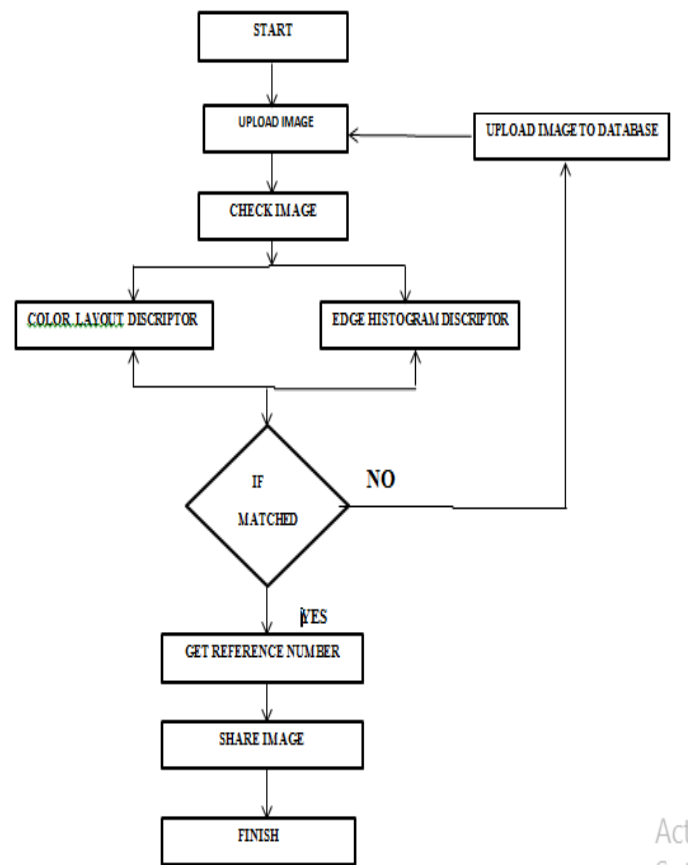 START
UPLOAD IMAGE
UPLOAD IMAGE TO DATABASE
CHECK IMAGE
COLOR LAYOUT DISCRIPTOR
EDGE HISTOGRAM DISCRIPTOR
IF
MATCHED
NO
YES
GET REFERENCE NUMBER
SHARE IMAGE
FINISH
Act